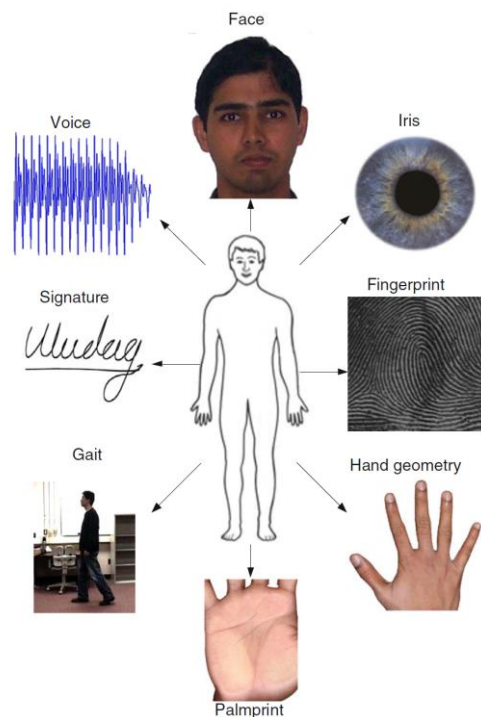 Face
Voice
Iris
Signature
Fingerprint
Gait
Hand geometry
Palmprint